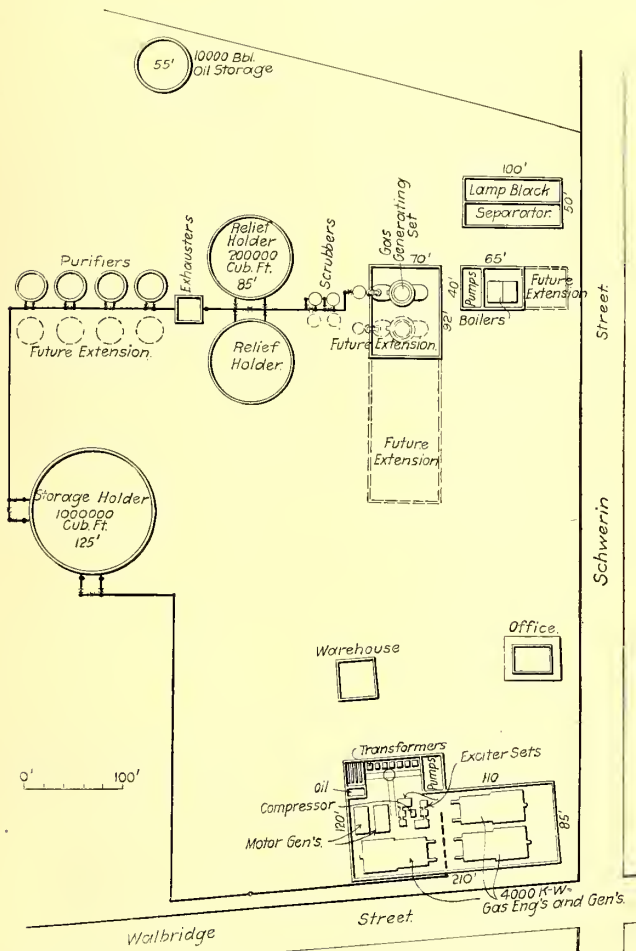 55'
10000 Bbl.
Oil Storage
100'
Lamp Black
Separator.
50'
Purifiers
Exhausters
Relief
Holder
200000
Cub. Ft.
85'
Scrubbers
Gas
Generating
Set
70'
40'
92'
65'
Pumps
Boilers
Future
Extension
Future Extension.
Relief
Holder.
Future Extension.
Future
Extension
Street.
Schwerin
Storage Holder
1000000
Cub. Ft.
125'
Office.
Warehouse
0'
100'
Transformers
Exciter Sets
Pumps
Oil
Compressor
110
120'
85'
Motor Gen's.
210'
4000 K-W-
Gas Eng's and Gen's.
Walbridge
Street.